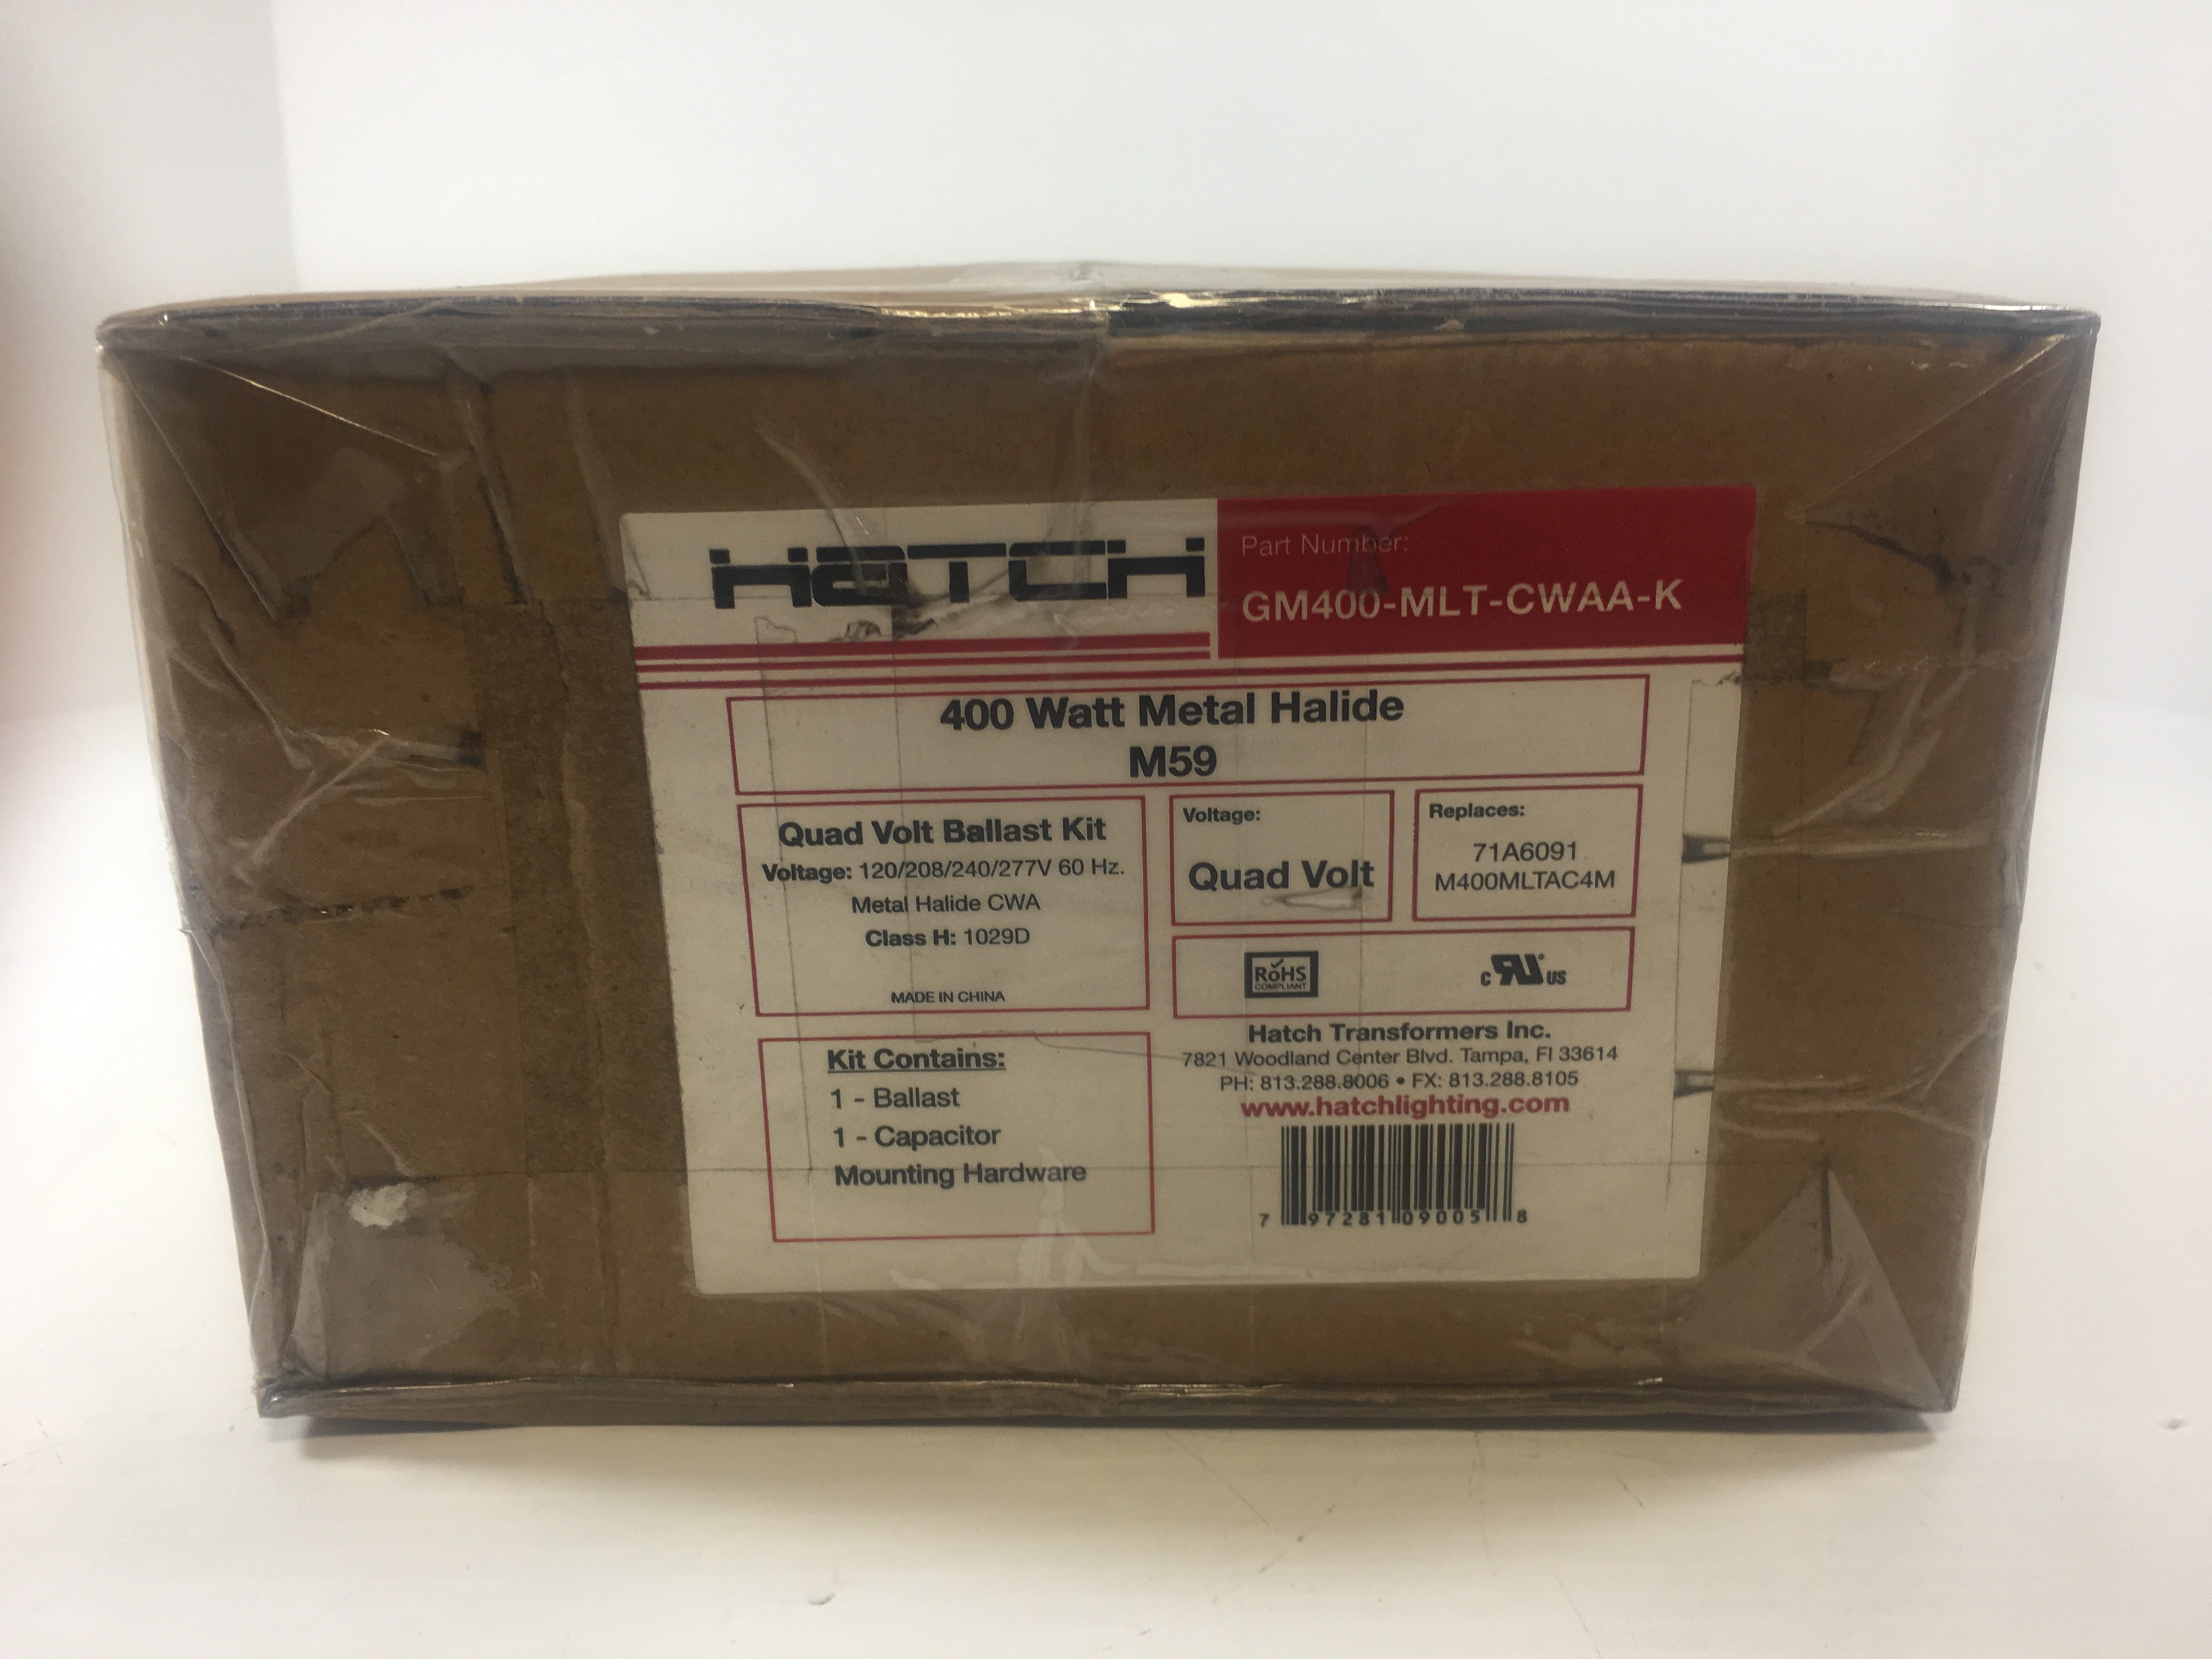 HATCH
Part Number:
GM400-MLT-CWAA-K
400 Watt Metal Halide
M59
Quad Volt Ballast Kit
Voltage: 120/208/240/277V 60 Hz.
Metal Halide CWA
Class H: 1029D
MADE IN CHINA
Voltage:
Quad Volt
Replaces:
71A6091
M400MLTAC4M
RoHS
COMPLIANT
c RU us
Kit Contains:
1 - Ballast
1 - Capacitor
Mounting Hardware
Hatch Transformers Inc.
7821 Woodland Center Blvd. Tampa, Fl 33614
PH: 813.288.8006 • FX: 813.288.8105
www.hatchlighting.com
7 97281 09005 8